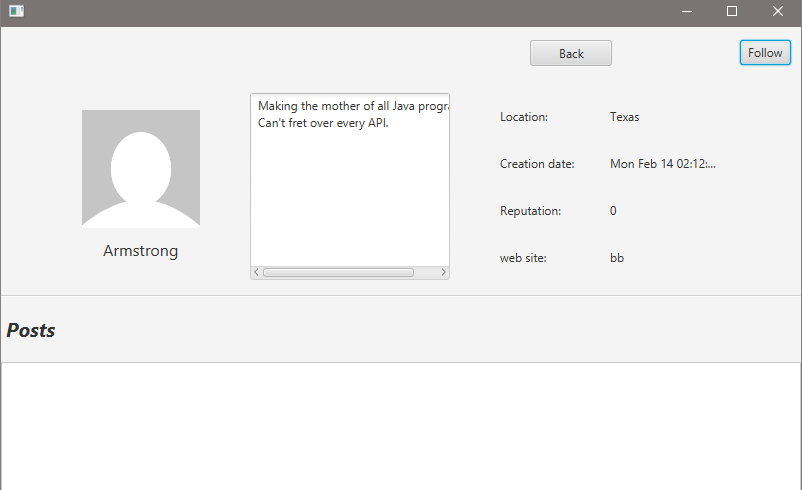 Back
Follow
Making the mother of all Java progra
Can't fret over every API.
Location: Texas
Creation date: Mon Feb 14 02:12:...
Reputation: 0
web site: bb
Armstrong
Posts